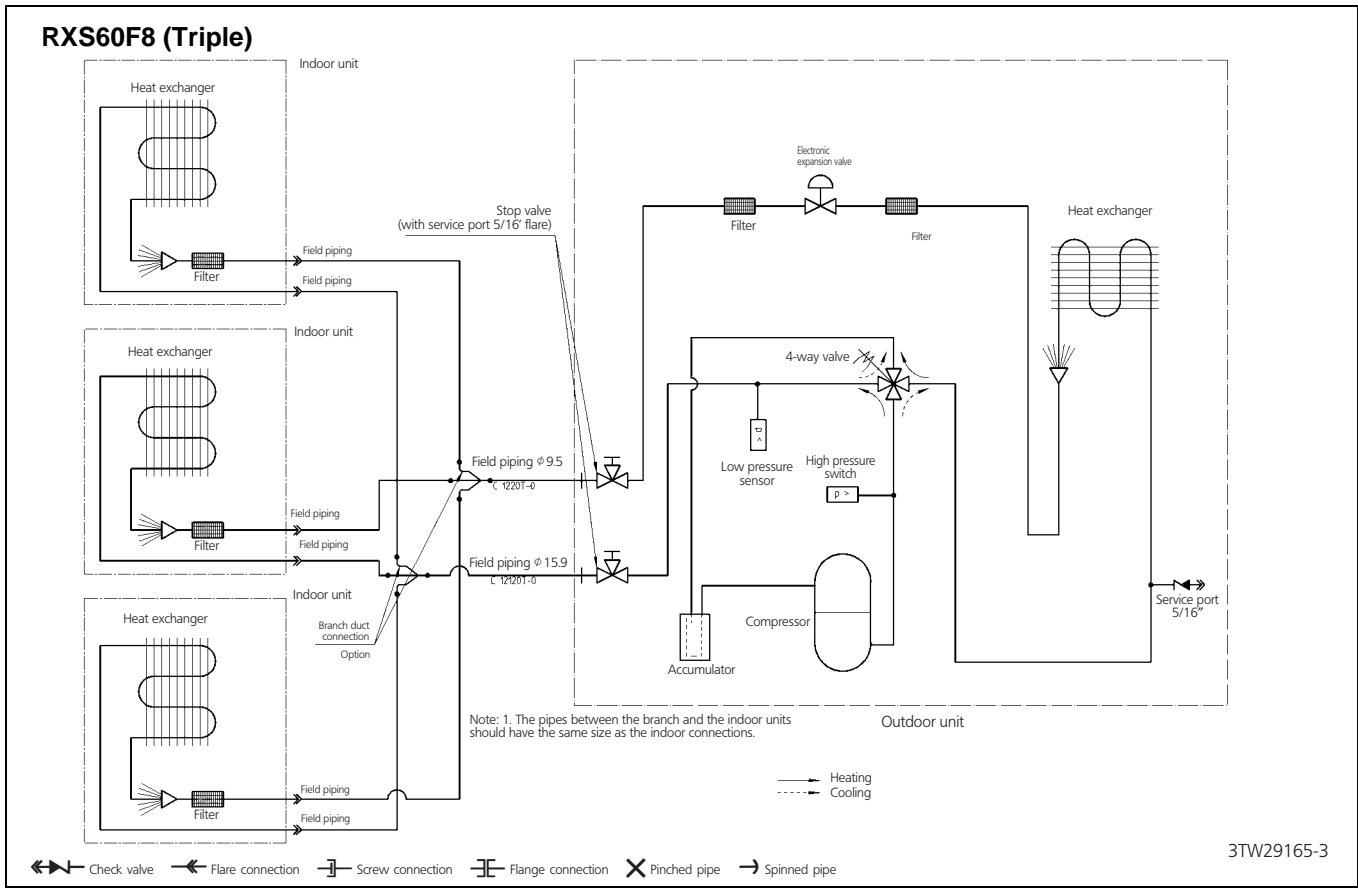 RXS60F8 (Triple)
Indoor unit
Heat exchanger
Filter
Field piping
Field piping
Indoor unit
Heat exchanger
Filter
Field piping
Field piping
Indoor unit
Heat exchanger
Filter
Field piping
Field piping
Branch duct
connection
Option
Stop valve
(with service port 5/16' flare)
Field piping ϕ 9.5
C 1220T-0
Field piping ϕ 15.9
C 12120T-0
Electronic
expansion valve
Filter
Filter
Heat exchanger
4-way valve
P <
Low pressure
sensor
High pressure
switch
P >
Compressor
Accumulator
Service port
5/16"
Outdoor unit
Note: 1. The pipes between the branch and the indoor units
should have the same size as the indoor connections.
Heating
Cooling
3TW29165-3
Check valve
Flare connection
Screw connection
Flange connection
Pinched pipe
Spinned pipe